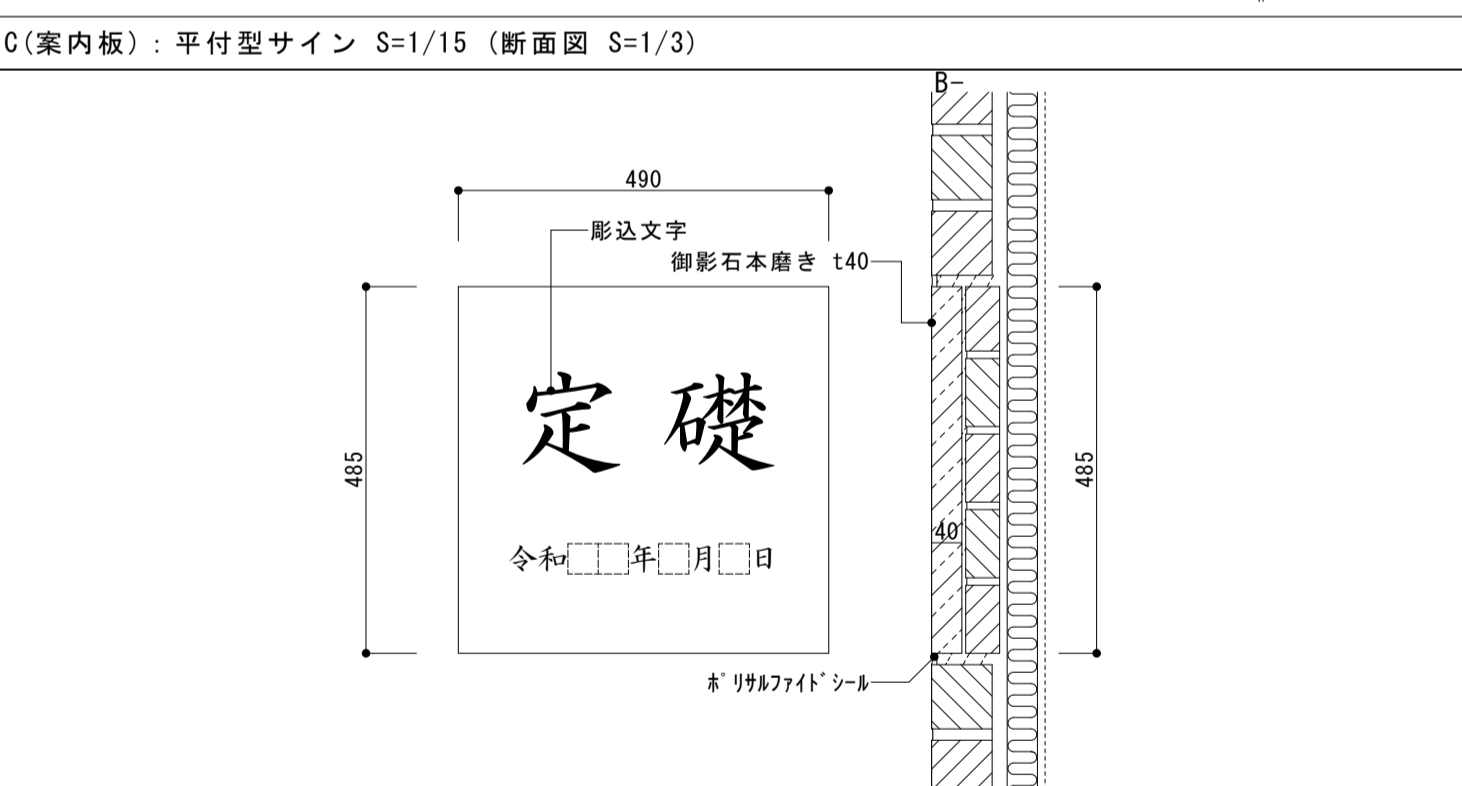 C(案内板): 平付型サイン S=1/15 (断面図 S=1/3)
B-
490
彫込文字
御影石本磨き t40
485
定 礎
485
40
令和 年 月 日
ﾎﾟﾘｻﾙﾌｧｲﾄﾞｼｰﾙ